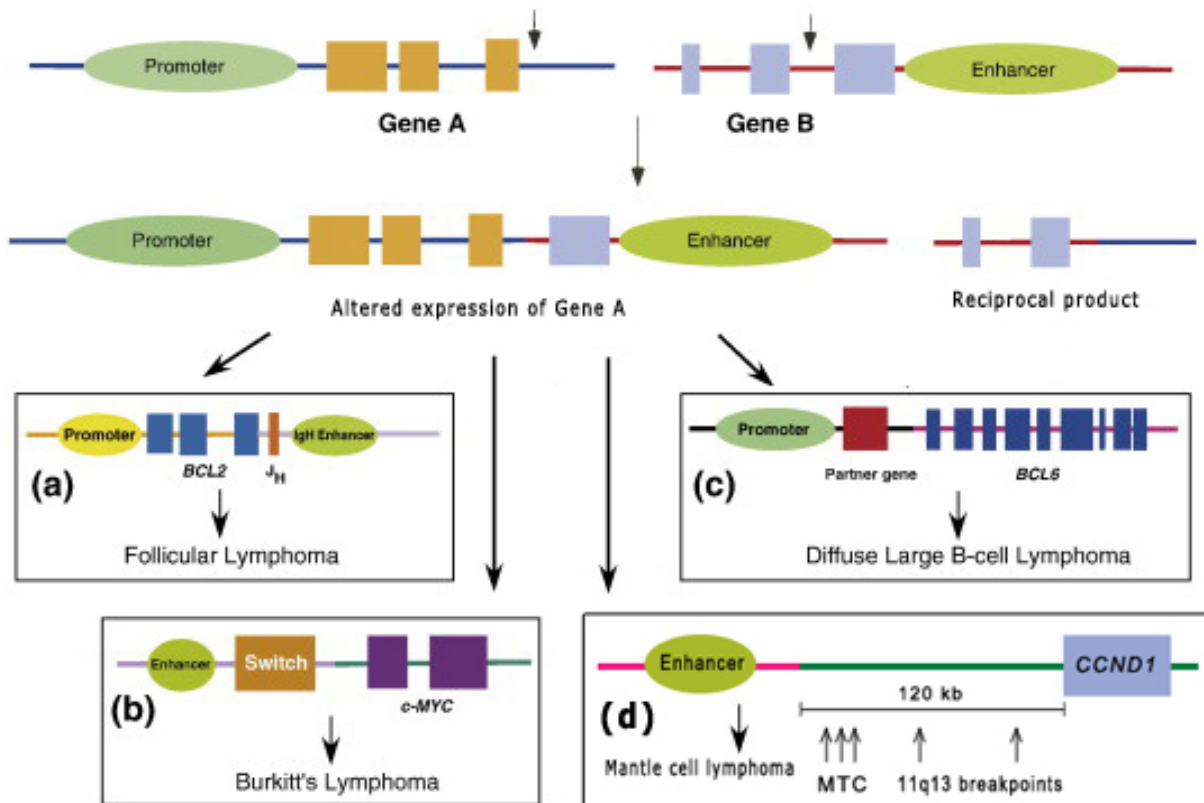 Promoter
Enhancer
Gene A
Gene B
Promoter
Enhancer
Altered expression of Gene A
Reciprocal product
Promoter
IgH Enhancer
BCL2
JH
(a)
Follicular Lymphoma
Promoter
Partner gene
BCL6
(c)
Diffuse Large B-cell Lymphoma
Enhancer
Switch
c-MYC
(b)
Burkitt's Lymphoma
Enhancer
CCND1
120 kb
(d)
Mantle cell lymphoma
MTC
11q13 breakpoints